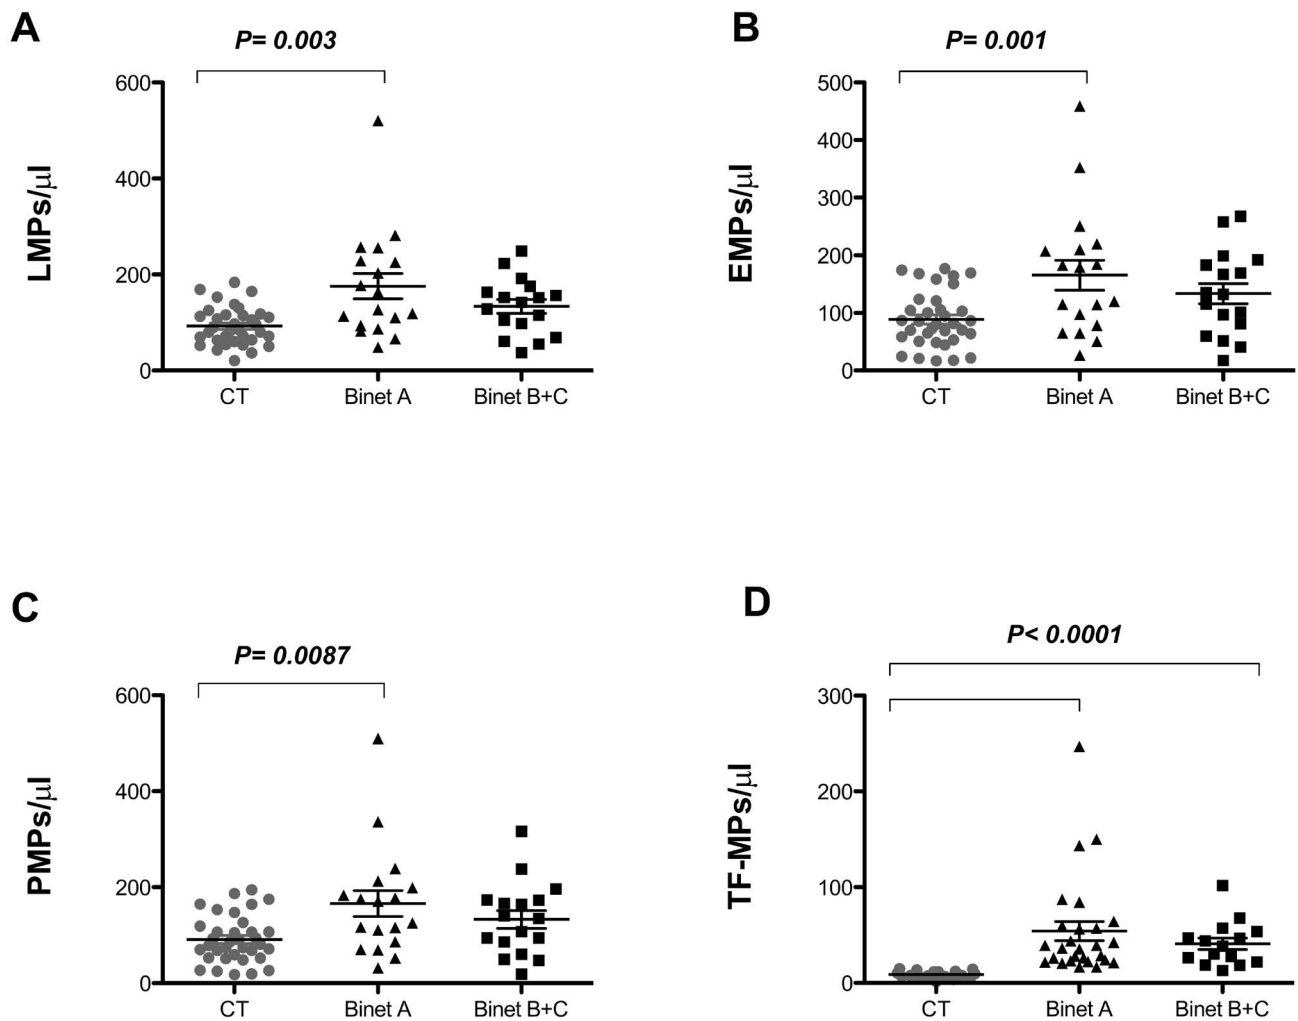 A
P= 0.003
LMPs/μl
600
400
200
0
CT
Binet A
Binet B+C
B
P= 0.001
EMPs/μl
500
400
300
200
100
0
CT
Binet A
Binet B+C
C
P= 0.0087
PMPs/μl
600
400
200
0
CT
Binet A
Binet B+C
D
P< 0.0001
TF-MPs/μl
300
200
100
0
CT
Binet A
Binet B+C